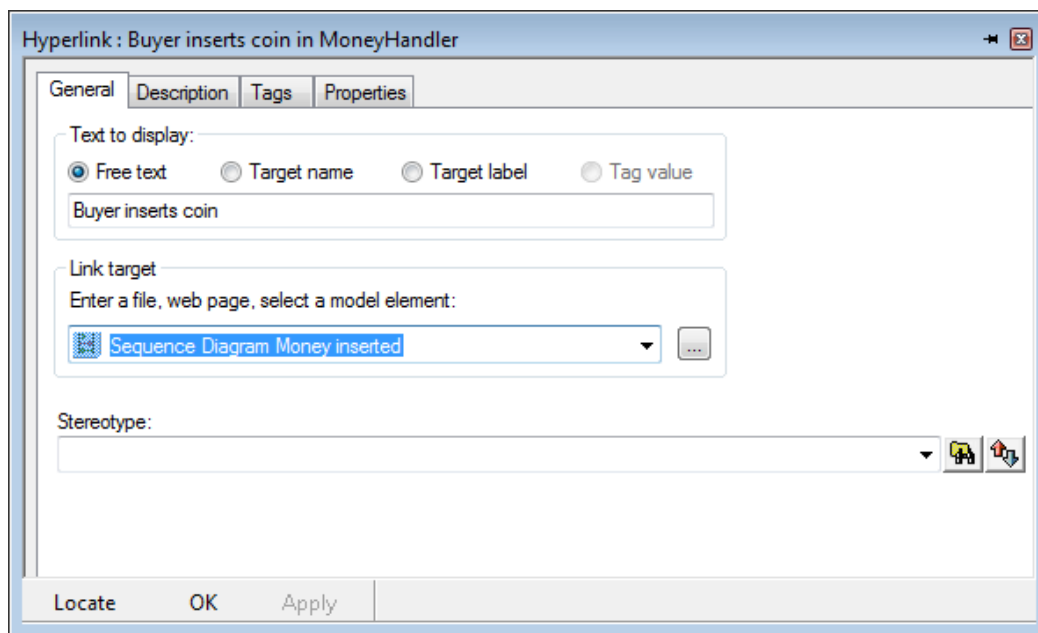 Hyperlink : Buyer inserts coin in MoneyHandler
General Description Tags Properties
Text to display:
Free text Target name Target label Tag value
Buyer inserts coin
Link target
Enter a file, web page, select a model element:
Sequence Diagram Money inserted ...
Stereotype:
Locate OK Apply